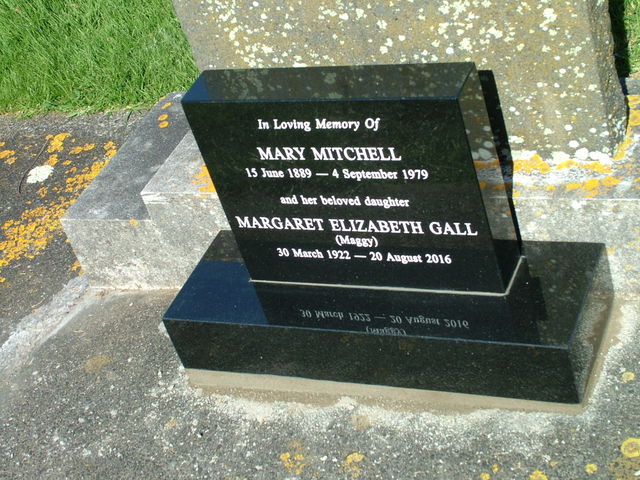 In Loving Memory Of
MARY MITCHELL
15 June 1889 — 4 September 1979
and her beloved daughter
MARGARET ELIZABETH GALL
(Maggy)
30 March 1922 — 20 August 2016